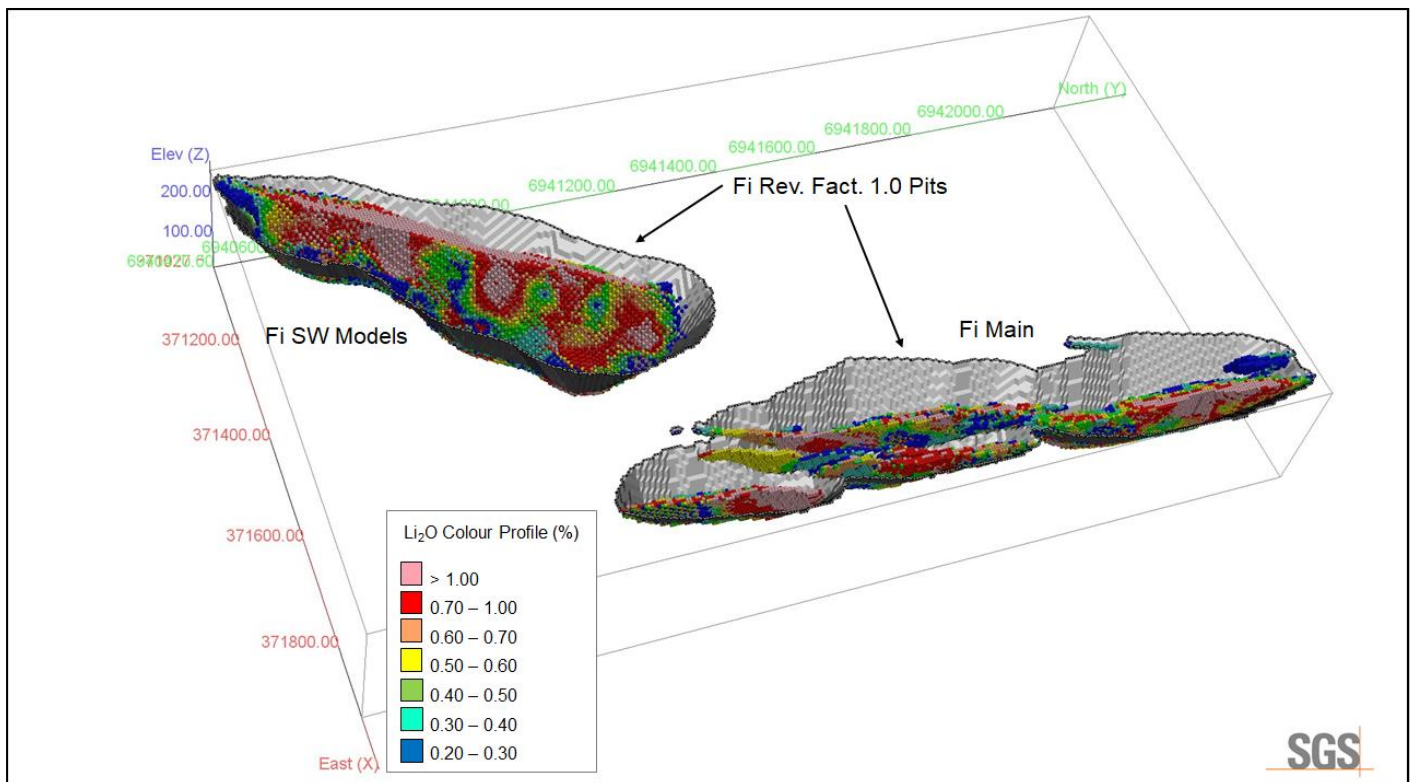 North (Y)
6942000.00
6941800.00
6941600.00
6941400.00
6941200.00
Elev (Z)
200.00
100.00
Fi Rev. Fact. 1.0 Pits
Fi SW Models
Fi Main
371200.00
371400.00
371600.00
371800.00
East (X)
Li₂O Colour Profile (%)
> 1.00
0.70 – 1.00
0.60 – 0.70
0.50 – 0.60
0.40 – 0.50
0.30 – 0.40
0.20 – 0.30
SGS